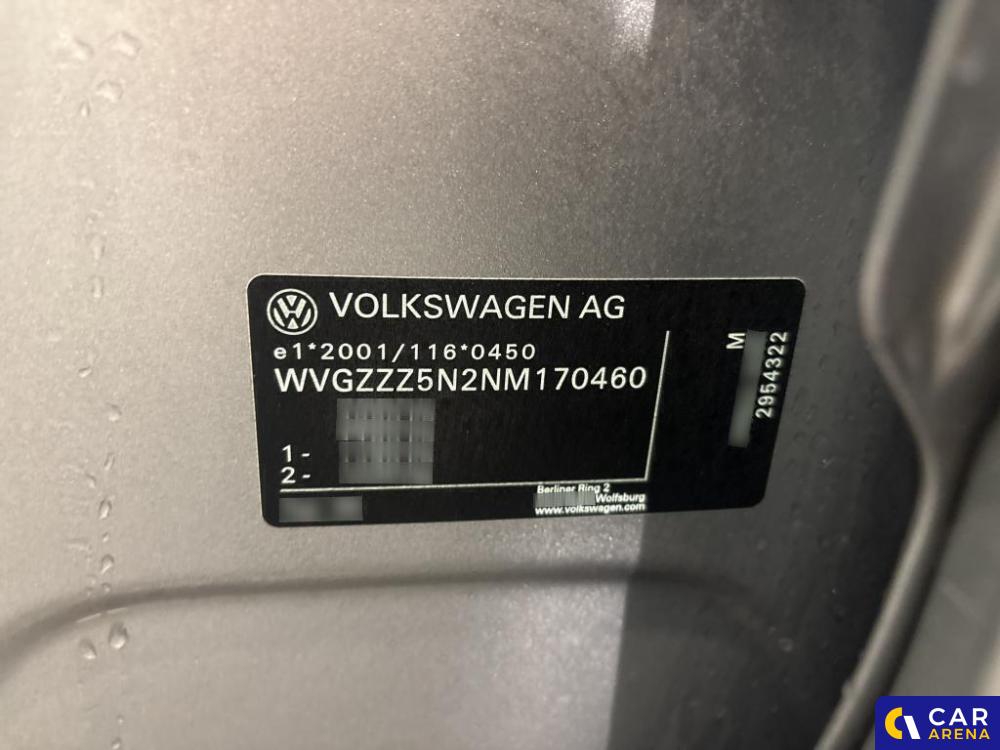 VOLKSWAGEN AG
e1*2001/116*0450
WVGZZZ5N2NM170460
1 -
2 -
Berliner Ring 2
Wolfsburg
www.volkswagen.com
M
2954322
CAR
ARENA